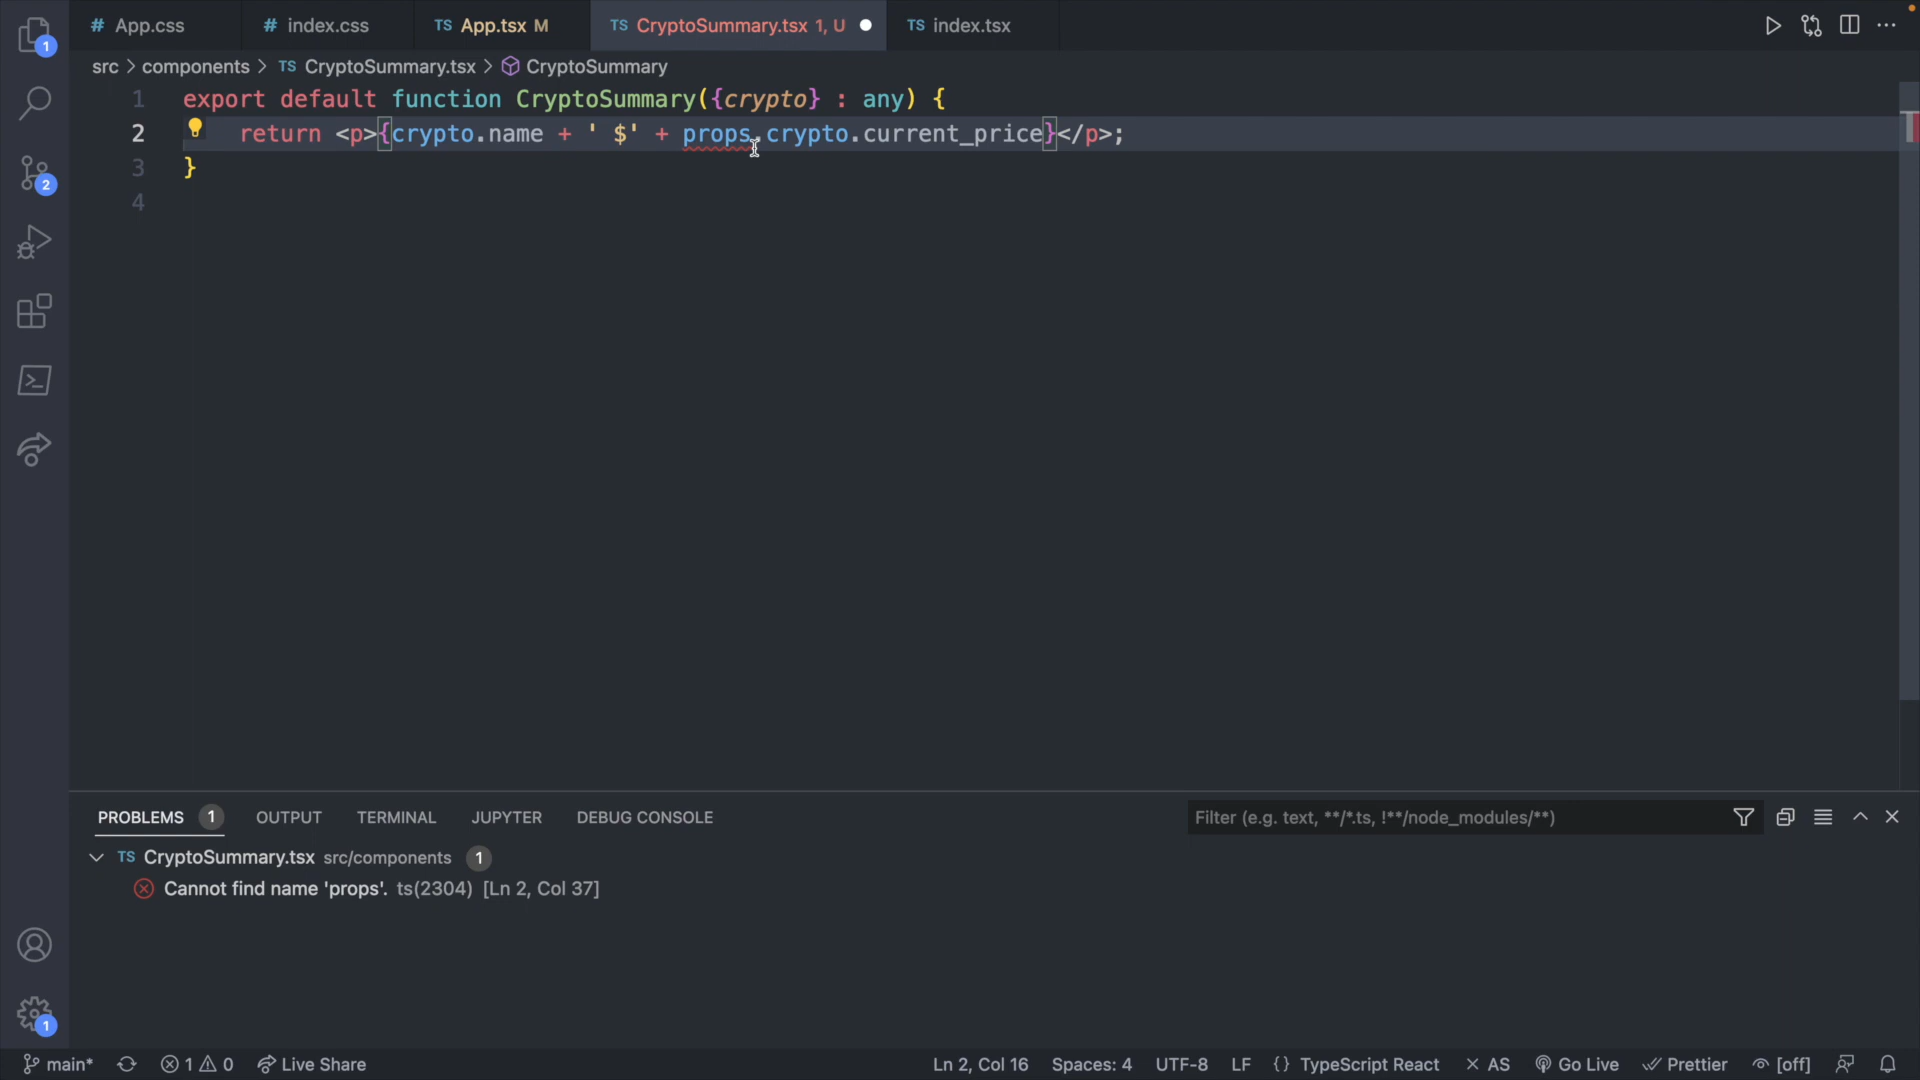 1
2
1
# App.css
# index.css
TS App.tsx M
TS CryptoSummary.tsx 1, U
TS index.tsx
src > components > TS CryptoSummary.tsx > CryptoSummary
1 export default function CryptoSummary({crypto} : any) {
2 return <p>{crypto.name + ' $' + props.crypto.current_price}</p>;
3 }
4
PROBLEMS 1 OUTPUT TERMINAL JUPYTER DEBUG CONSOLE Filter (e.g. text, **/*.ts, !**/node_modules/**)
TS CryptoSummary.tsx src/components 1
Cannot find name 'props'. ts(2304) [Ln 2, Col 37]
main* 1 0 Live Share Ln 2, Col 16 Spaces: 4 UTF-8 LF {} TypeScript React × AS Go Live Prettier [off]